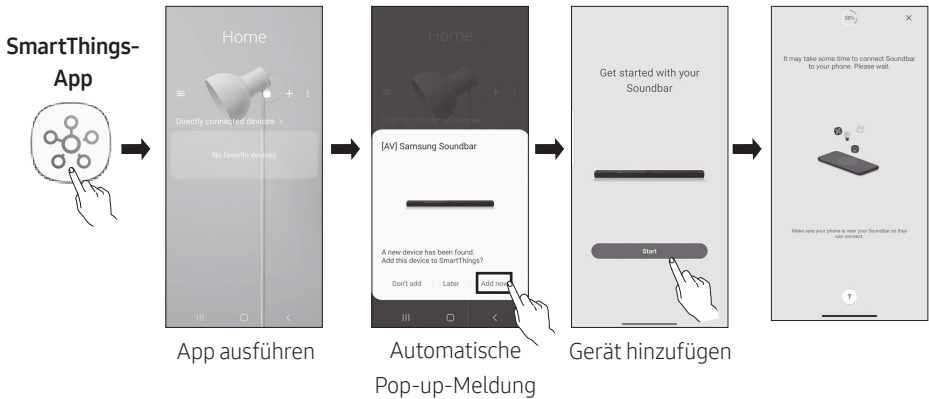 SmartThings-
App
Home
Directly connected devices >
No favorite devices
App ausführen
Home
Directly connected devices >
[AV] Samsung Soundbar
A new device has been found.
Add this device to SmartThings?
Don't add
Later
Add now
Automatische
Pop-up-Meldung
Get started with your
Soundbar
Start
Gerät hinzufügen
38%
It may take some time to connect Soundbar
to your phone. Please wait.
Make sure your phone is near your Soundbar so they
can connect.
?